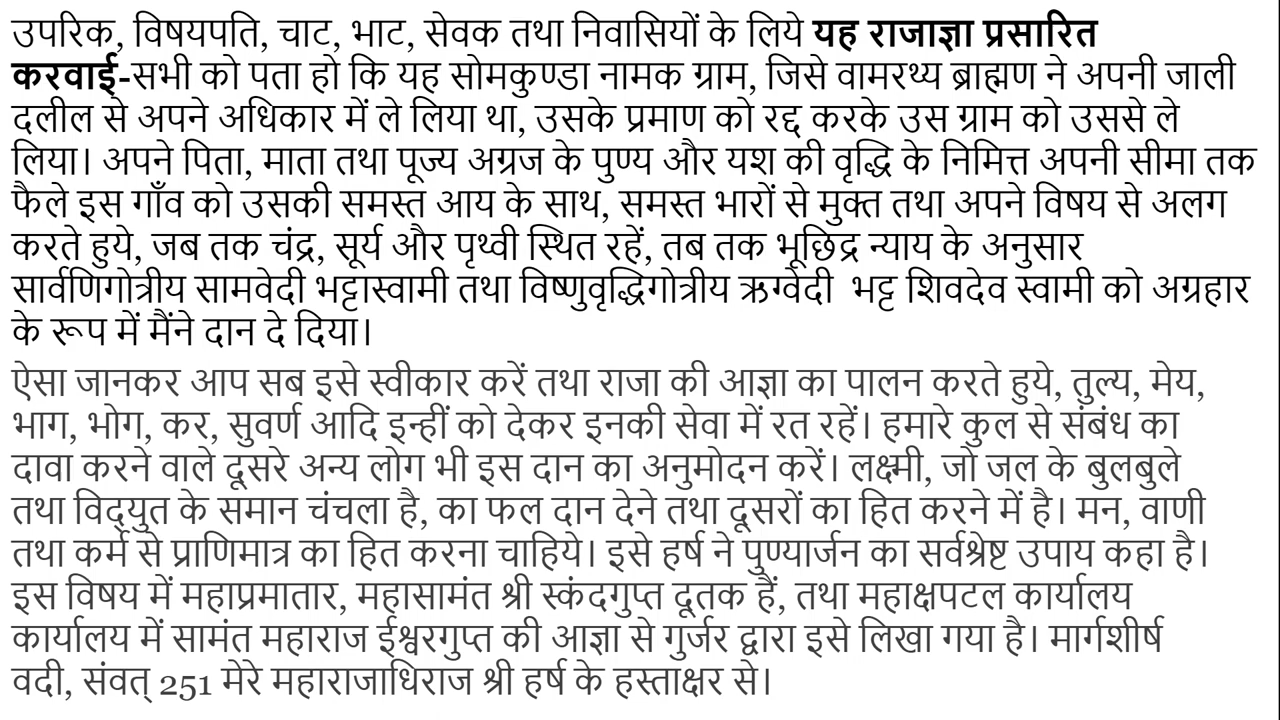 उपरिक, विषयपति, चाट, भाट, सेवक तथा निवासियों के लिये यह राजाज्ञा प्रसारित
करवाई-सभी को पता हो कि यह सोमकुण्डा नामक ग्राम, जिसे वामरथ्य ब्राह्मण ने अपनी जाली
दलील से अपने अधिकार में ले लिया था, उसके प्रमाण को रद्द करके उस ग्राम को उससे ले
लिया। अपने पिता, माता तथा पूज्य अग्रज के पुण्य और यश की वृद्धि के निमित्त अपनी सीमा तक
फैले इस गाँव को उसकी समस्त आय के साथ, समस्त भारों से मुक्त तथा अपने विषय से अलग
करते हुये, जब तक चंद्र, सूर्य और पृथ्वी स्थित रहें, तब तक भूछिद्र न्याय के अनुसार
सार्वणिगोत्रीय सामवेदी भट्टास्वामी तथा विष्णुवृद्धिगोत्रीय ऋग्वेदी भट्ट शिवदेव स्वामी को अग्रहार
के रूप में मैंने दान दे दिया।
ऐसा जानकर आप सब इसे स्वीकार करें तथा राजा की आज्ञा का पालन करते हुये, तुल्य, मेय,
भाग, भोग, कर, सुवर्ण आदि इन्हीं को देकर इनकी सेवा में रत रहें। हमारे कुल से संबंध का
दावा करने वाले दूसरे अन्य लोग भी इस दान का अनुमोदन करें। लक्ष्मी, जो जल के बुलबुले
तथा विद्‌युत के समान चंचला है, का फल दान देने तथा दूसरों का हित करने में है। मन, वाणी
तथा कर्म से प्राणिमात्र का हित करना चाहिये। इसे हर्ष ने पुण्यार्जन का सर्वश्रेष्ट उपाय कहा है।
इस विषय में महाप्रमातार, महासामंत श्री स्कंदगुप्त दूतक हैं, तथा महाक्षपटल कार्यालय
कार्यालय में सामंत महाराज ईश्वरगुप्त की आज्ञा से गुर्जर द्वारा इसे लिखा गया है। मार्गशीर्ष
वदी, संवत् 251 मेरे महाराजाधिराज श्री हर्ष के हस्ताक्षर से।